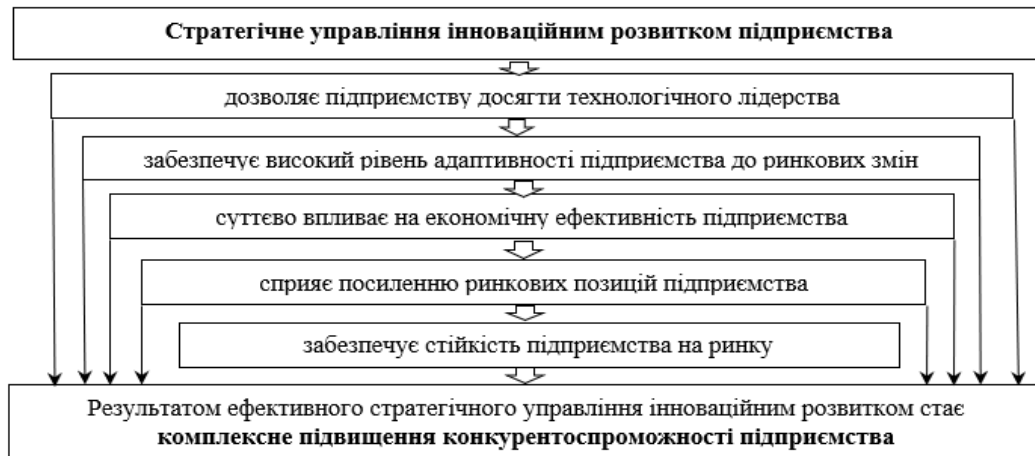 Стратегічне управління інноваційним розвитком підприємства
дозволяє підприємству досягти технологічного лідерства
забезпечує високий рівень адаптивності підприємства до ринкових змін
суттєво впливає на економічну ефективність підприємства
сприяє посиленню ринкових позицій підприємства
забезпечує стійкість підприємства на ринку
Результатом ефективного стратегічного управління інноваційним розвитком стає
комплексне підвищення конкурентоспроможності підприємства